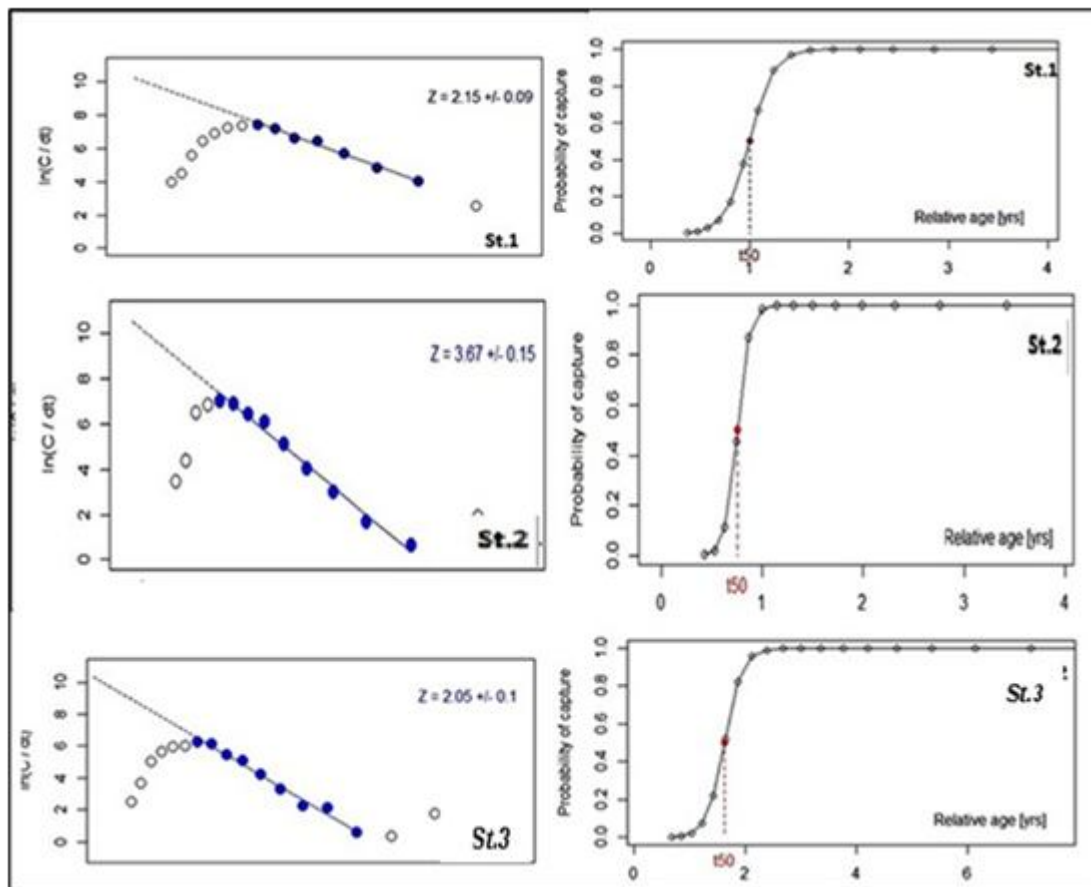 ln(C / dt)
0 2 4 6 8 10
Z = 2.15 +/- 0.09
St.1
Probability of capture
0.0 0.2 0.4 0.6 0.8 1.0
St.1
Relative age [yrs]
t50
0 1 2 3 4
ln(C / dt)
0 2 4 6 8 10
Z = 3.67 +/- 0.15
St.2
Probability of capture
0.0 0.2 0.4 0.6 0.8 1.0
St.2
Relative age [yrs]
t50
0 1 2 3 4
ln(C / dt)
0 2 4 6 8 10
Z = 2.05 +/- 0.1
St.3
Probability of capture
0.0 0.2 0.4 0.6 0.8 1.0
St.3
Relative age [yrs]
t50
0 2 4 6